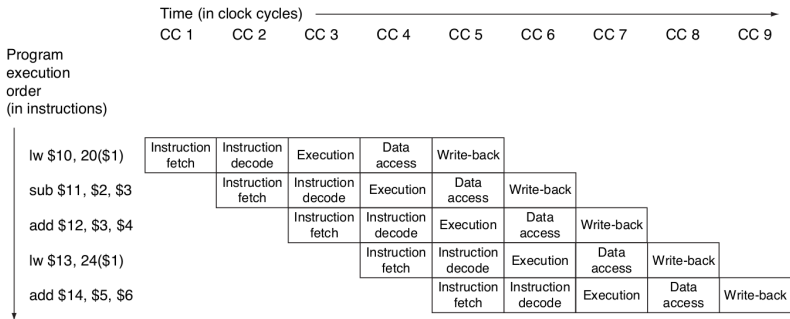 Time (in clock cycles)
CC 1 CC 2 CC 3 CC 4 CC 5 CC 6 CC 7 CC 8 CC 9
Program
execution
order
(in instructions)
lw $10, 20($1) Instruction fetch Instruction decode Execution Data access Write-back
sub $11, $2, $3 Instruction fetch Instruction decode Execution Data access Write-back
add $12, $3, $4 Instruction fetch Instruction decode Execution Data access Write-back
lw $13, 24($1) Instruction fetch Instruction decode Execution Data access Write-back
add $14, $5, $6 Instruction fetch Instruction decode Execution Data access Write-back